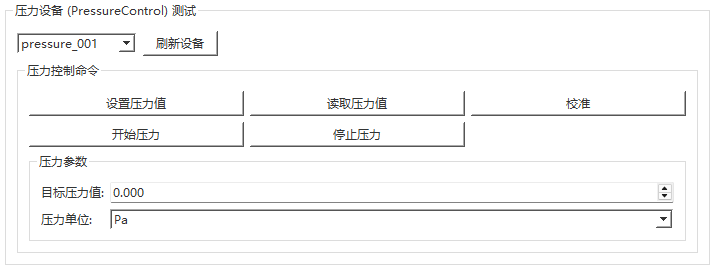 压力设备 (PressureControl) 测试
pressure_001 刷新设备
压力控制命令
设置压力值 读取压力值 校准
开始压力 停止压力
压力参数
目标压力值: 0.000
压力单位: Pa